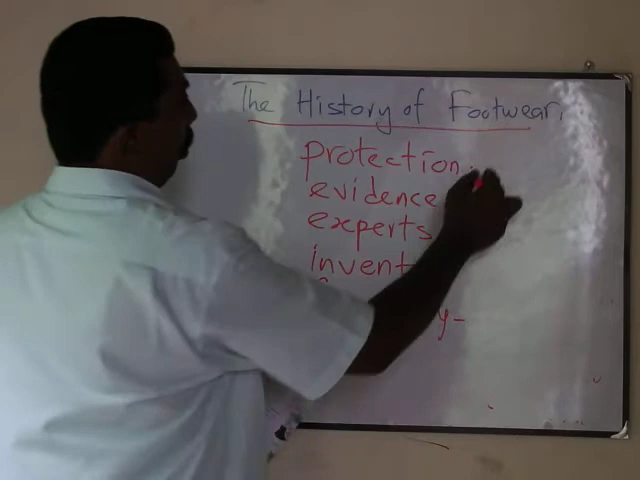 The History of Footwear.
protection -
evidence
experts
invent
y-